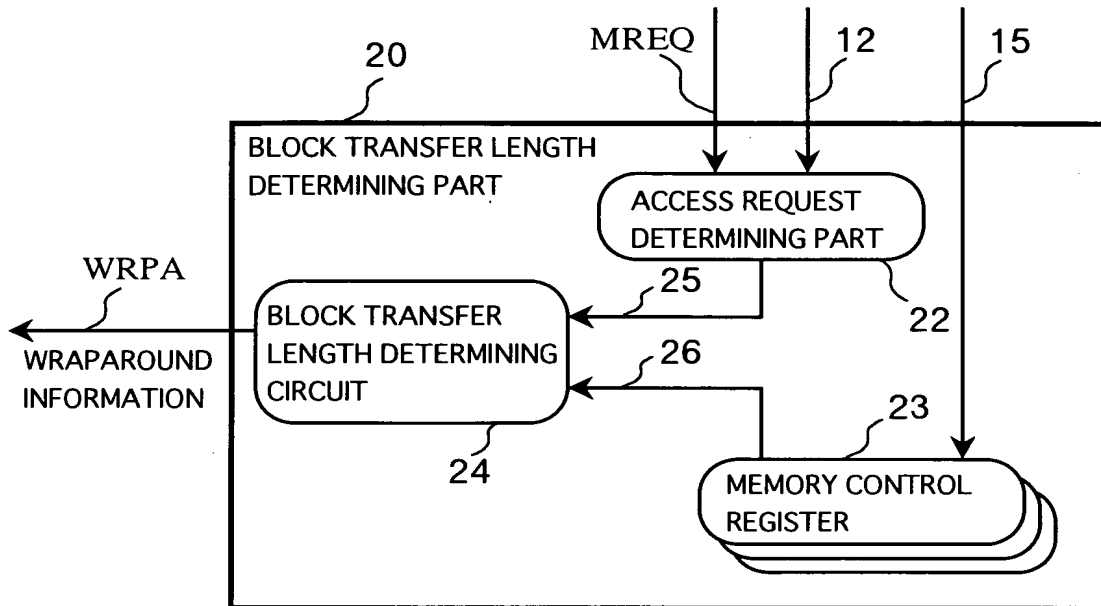 MREQ
12
15
20
BLOCK TRANSFER LENGTH
DETERMINING PART
ACCESS REQUEST
DETERMINING PART
22
WRPA
25
BLOCK TRANSFER
LENGTH DETERMINING
CIRCUIT
24
WRAPAROUND
INFORMATION
26
23
MEMORY CONTROL
REGISTER